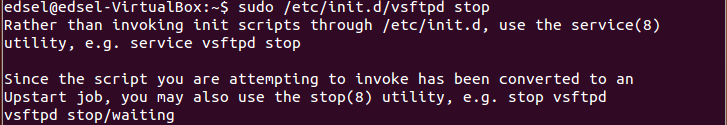 edsel@edsel-VirtualBox:~$ sudo /etc/init.d/vsftpd stop
Rather than invoking init scripts through /etc/init.d, use the service(8)
utility, e.g. service vsftpd stop

Since the script you are attempting to invoke has been converted to an
Upstart job, you may also use the stop(8) utility, e.g. stop vsftpd
vsftpd stop/waiting